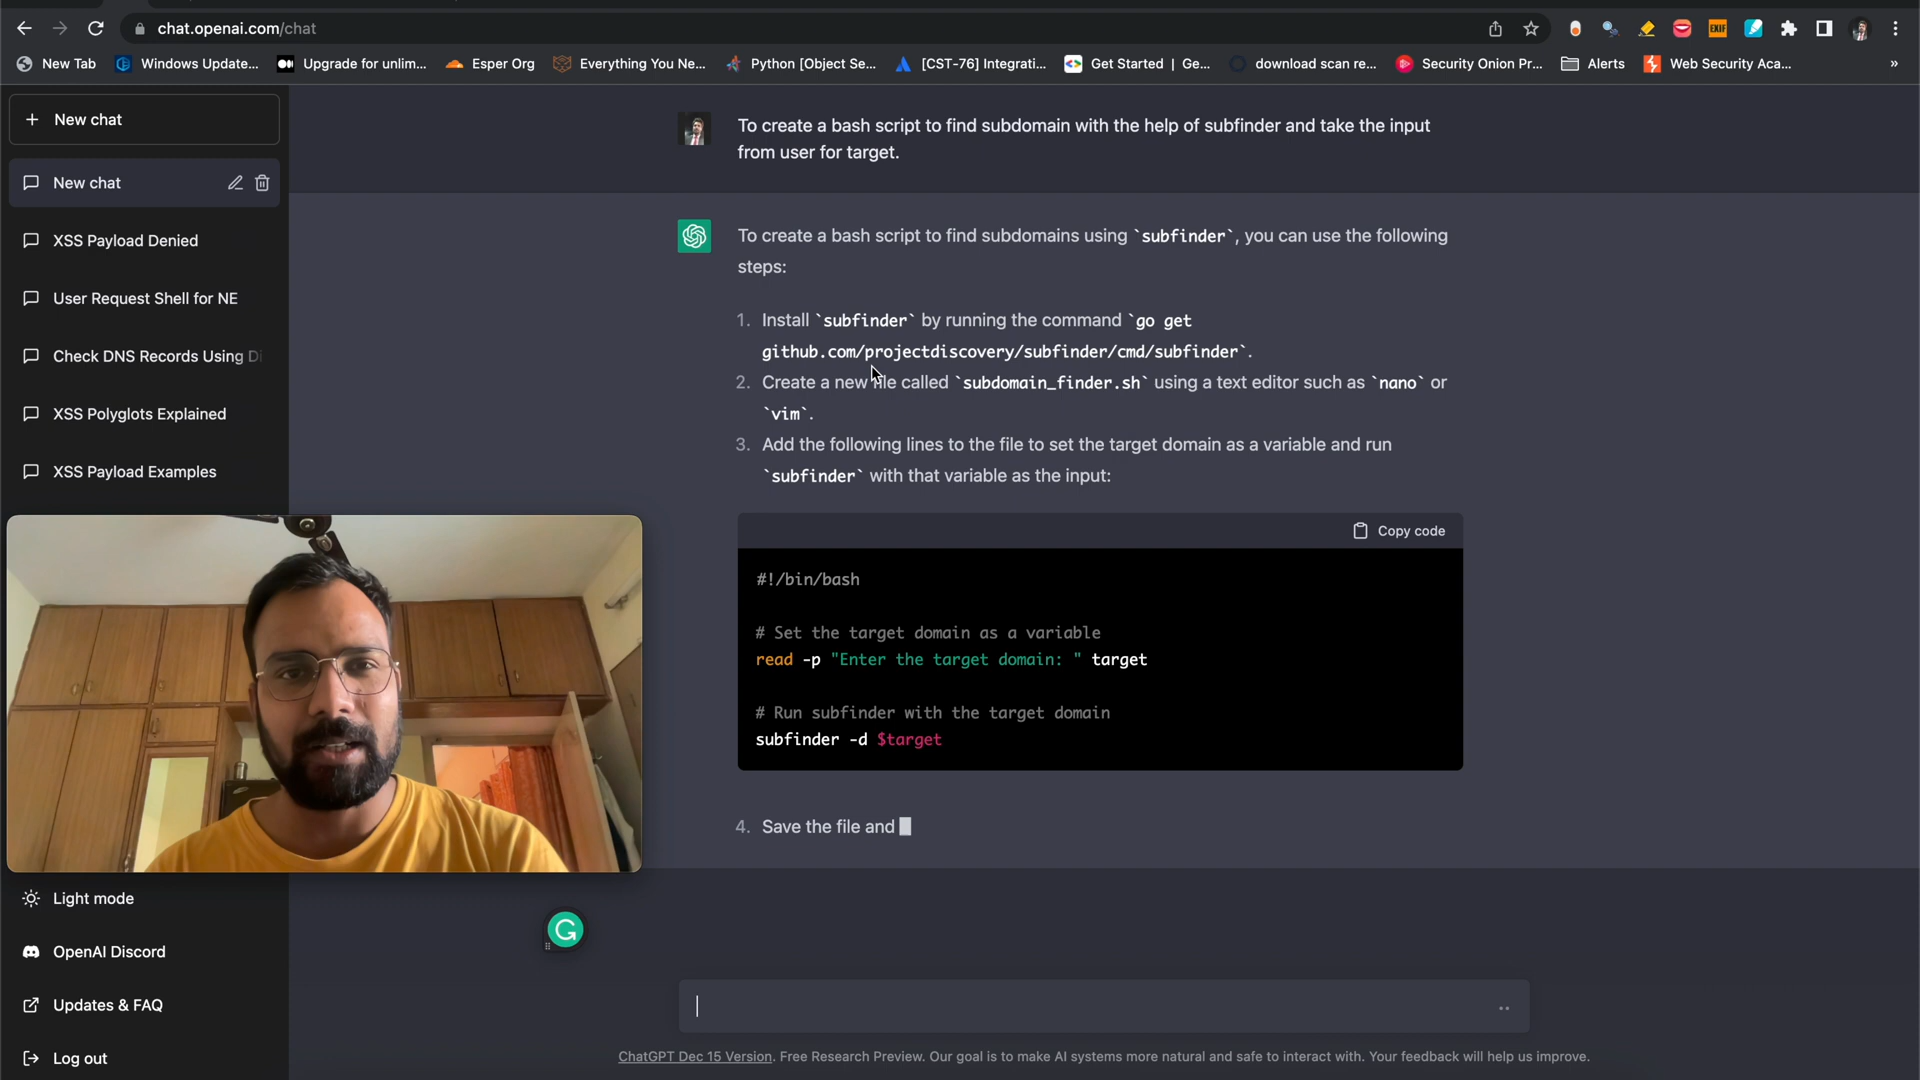 chat.openai.com/chat
EXIF
New Tab
Windows Update...
Upgrade for unlim...
Esper Org
Everything You Ne...
Python [Object Se...
[CST-76] Integrati...
Get Started | Ge...
download scan re...
Security Onion Pr...
Alerts
Web Security Aca...
»
+ New chat
New chat
XSS Payload Denied
User Request Shell for NE
Check DNS Records Using Di
XSS Polyglots Explained
XSS Payload Examples
Light mode
OpenAI Discord
Updates & FAQ
Log out
To create a bash script to find subdomain with the help of subfinder and take the input
from user for target.
To create a bash script to find subdomains using `subfinder`, you can use the following
steps:
1. Install `subfinder` by running the command `go get
github.com/projectdiscovery/subfinder/cmd/subfinder`.
2. Create a new file called `subdomain_finder.sh` using a text editor such as `nano` or
`vim`.
3. Add the following lines to the file to set the target domain as a variable and run
`subfinder` with that variable as the input:
Copy code
#!/bin/bash
# Set the target domain as a variable
read -p "Enter the target domain: " target
# Run subfinder with the target domain
subfinder -d $target
4. Save the file and
ChatGPT Dec 15 Version. Free Research Preview. Our goal is to make AI systems more natural and safe to interact with. Your feedback will help us improve.